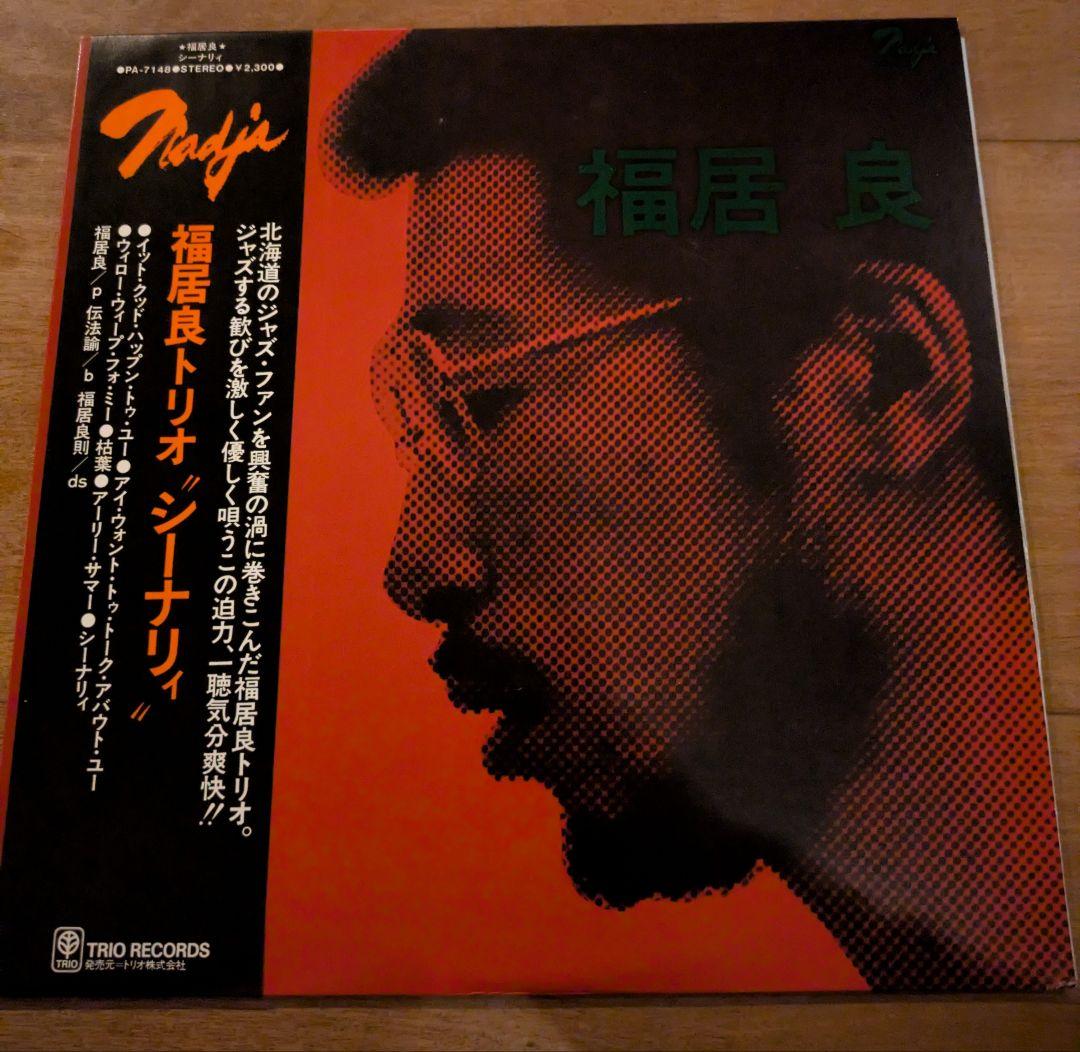 ★福居良★
シーナリィ
●PA-7148●STEREO●¥2,300●
Nadja
北海道のジャズ・ファンを興奮の渦に巻きこんだ福居良トリオ。
ジャズする歓びを激しく優しく唄うこの迫力、一聴気分爽快!!
福居良トリオ〝シーナリィ〟
●イット・クッド・ハップン・トゥ・ユー●アイ・ウォント・トゥ・トーク・アバウト・ユー
●ウィロー・ウィープ・フォ・ミー●枯葉●アーリー・サマー●シーナリィ
福居良/p 伝法諭/b 福居良則/ds
TRIO
TRIO RECORDS
発売元=トリオ株式会社
Nadja
福居 良